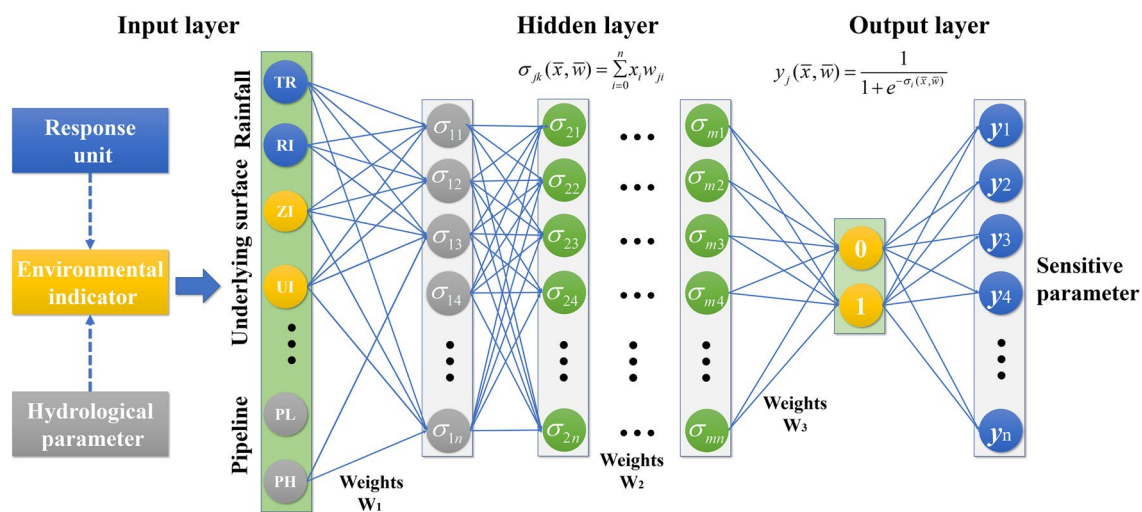 Input layer
Hidden layer
Output layer
σjk(x̄, w̄) = ∑ⁿᵢ₌₀ xᵢwⱼᵢ
yj(x̄, w̄) = 1 / (1 + e^(−σi(x̄, w̄)))
Response
unit
Environmental
indicator
Hydrological
parameter
Rainfall
Underlying surface
Pipeline
TR
RI
ZI
UI
PL
PH
σ11
σ12
σ13
σ14
σ1n
σ21
σ22
σ23
σ24
σ2n
σm1
σm2
σm3
σm4
σmn
0
1
y1
y2
y3
y4
yn
Sensitive
parameter
Weights
W1
Weights
W2
Weights
W3